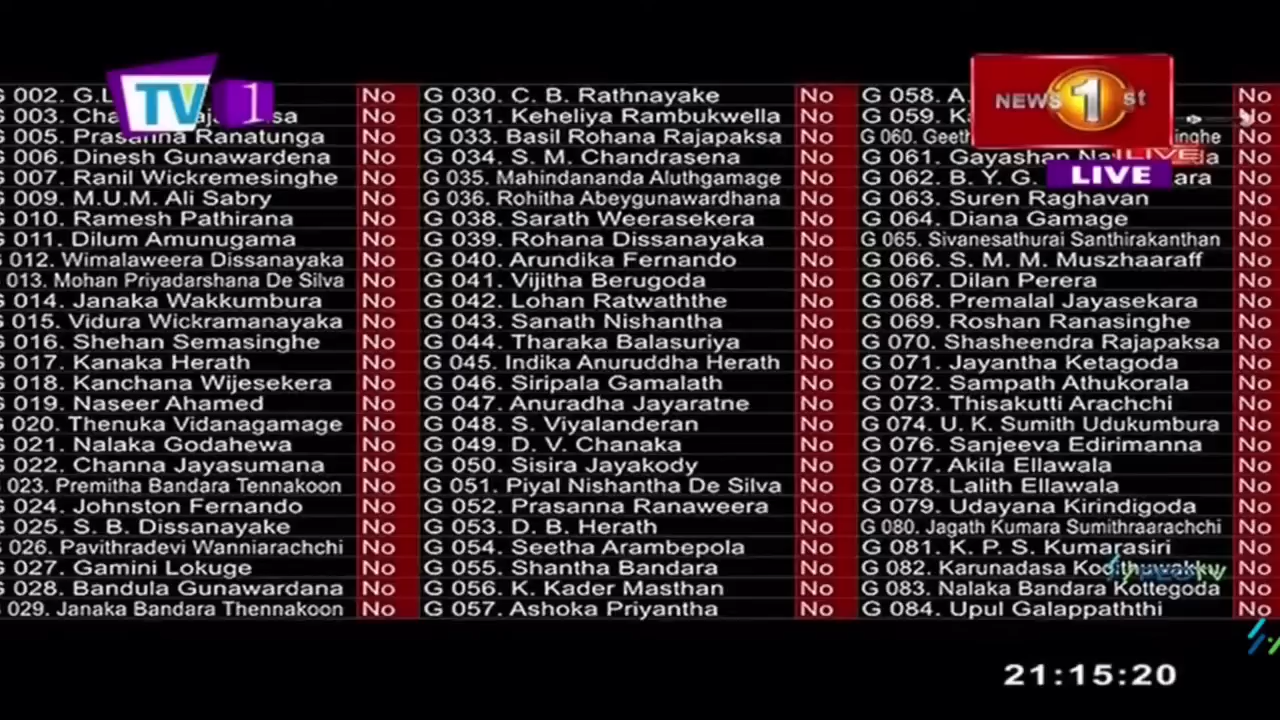 TV 1
NEWS 1st
LIVE
LIVE
G 002. G.L. No
G 003. No
G 005. Prasanna Ranatunga No
G 006. Dinesh Gunawardena No
G 007. Ranil Wickremesinghe No
G 009. M.U.M. Ali Sabry No
G 010. Ramesh Pathirana No
G 011. Dilum Amunugama No
G 012. Wimalaweera Dissanayaka No
G 013. Mohan Priyadarshana De Silva No
G 014. Janaka Wakkumbura No
G 015. Vidura Wickramanayaka No
G 016. Shehan Semasinghe No
G 017. Kanaka Herath No
G 018. Kanchana Wijesekera No
G 019. Naseer Ahamed No
G 020. Thenuka Vidanagamage No
G 021. Nalaka Godahewa No
G 022. Channa Jayasumana No
G 023. Premitha Bandara Tennakoon No
G 024. Johnston Fernando No
G 025. S. B. Dissanayake No
G 026. Pavithradevi Wanniarachchi No
G 027. Gamini Lokuge No
G 028. Bandula Gunawardana No
G 029. Janaka Bandara Thennakoon No
G 030. C. B. Rathnayake No
G 031. Keheliya Rambukwella No
G 033. Basil Rohana Rajapaksa No
G 034. S. M. Chandrasena No
G 035. Mahindananda Aluthgamage No
G 036. Rohitha Abeygunawardhana No
G 038. Sarath Weerasekera No
G 039. Rohana Dissanayaka No
G 040. Arundika Fernando No
G 041. Vijitha Berugoda No
G 042. Lohan Ratwaththe No
G 043. Sanath Nishantha No
G 044. Tharaka Balasuriya No
G 045. Indika Anuruddha Herath No
G 046. Siripala Gamalath No
G 047. Anuradha Jayaratne No
G 048. S. Viyalanderan No
G 049. D. V. Chanaka No
G 050. Sisira Jayakody No
G 051. Piyal Nishantha De Silva No
G 052. Prasanna Ranaweera No
G 053. D. B. Herath No
G 054. Seetha Arambepola No
G 055. Shantha Bandara No
G 056. K. Kader Masthan No
G 057. Ashoka Priyantha No
G 058. A. No
G 059. No
G 060. No
G 061. Gayashan No
G 062. B. Y. G. No
G 063. Suren Raghavan No
G 064. Diana Gamage No
G 065. Sivanesathurai Santhirakanthan No
G 066. S. M. M. Muszhaaraff No
G 067. Dilan Perera No
G 068. Premalal Jayasekara No
G 069. Roshan Ranasinghe No
G 070. Shasheendra Rajapaksa No
G 071. Jayantha Ketagoda No
G 072. Sampath Athukorala No
G 073. Thisakutti Arachchi No
G 074. U. K. Sumith Udukumbura No
G 076. Sanjeeva Edirimanna No
G 077. Akila Ellawala No
G 078. Lalith Ellawala No
G 079. Udayana Kirindigoda No
G 080. Jagath Kumara Sumithraarachchi No
G 081. K. P. S. Kumarasiri No
G 082. Karunadasa Kodithuwakku No
G 083. Nalaka Bandara Kottegoda No
G 084. Upul Galappaththi No
21:15:20